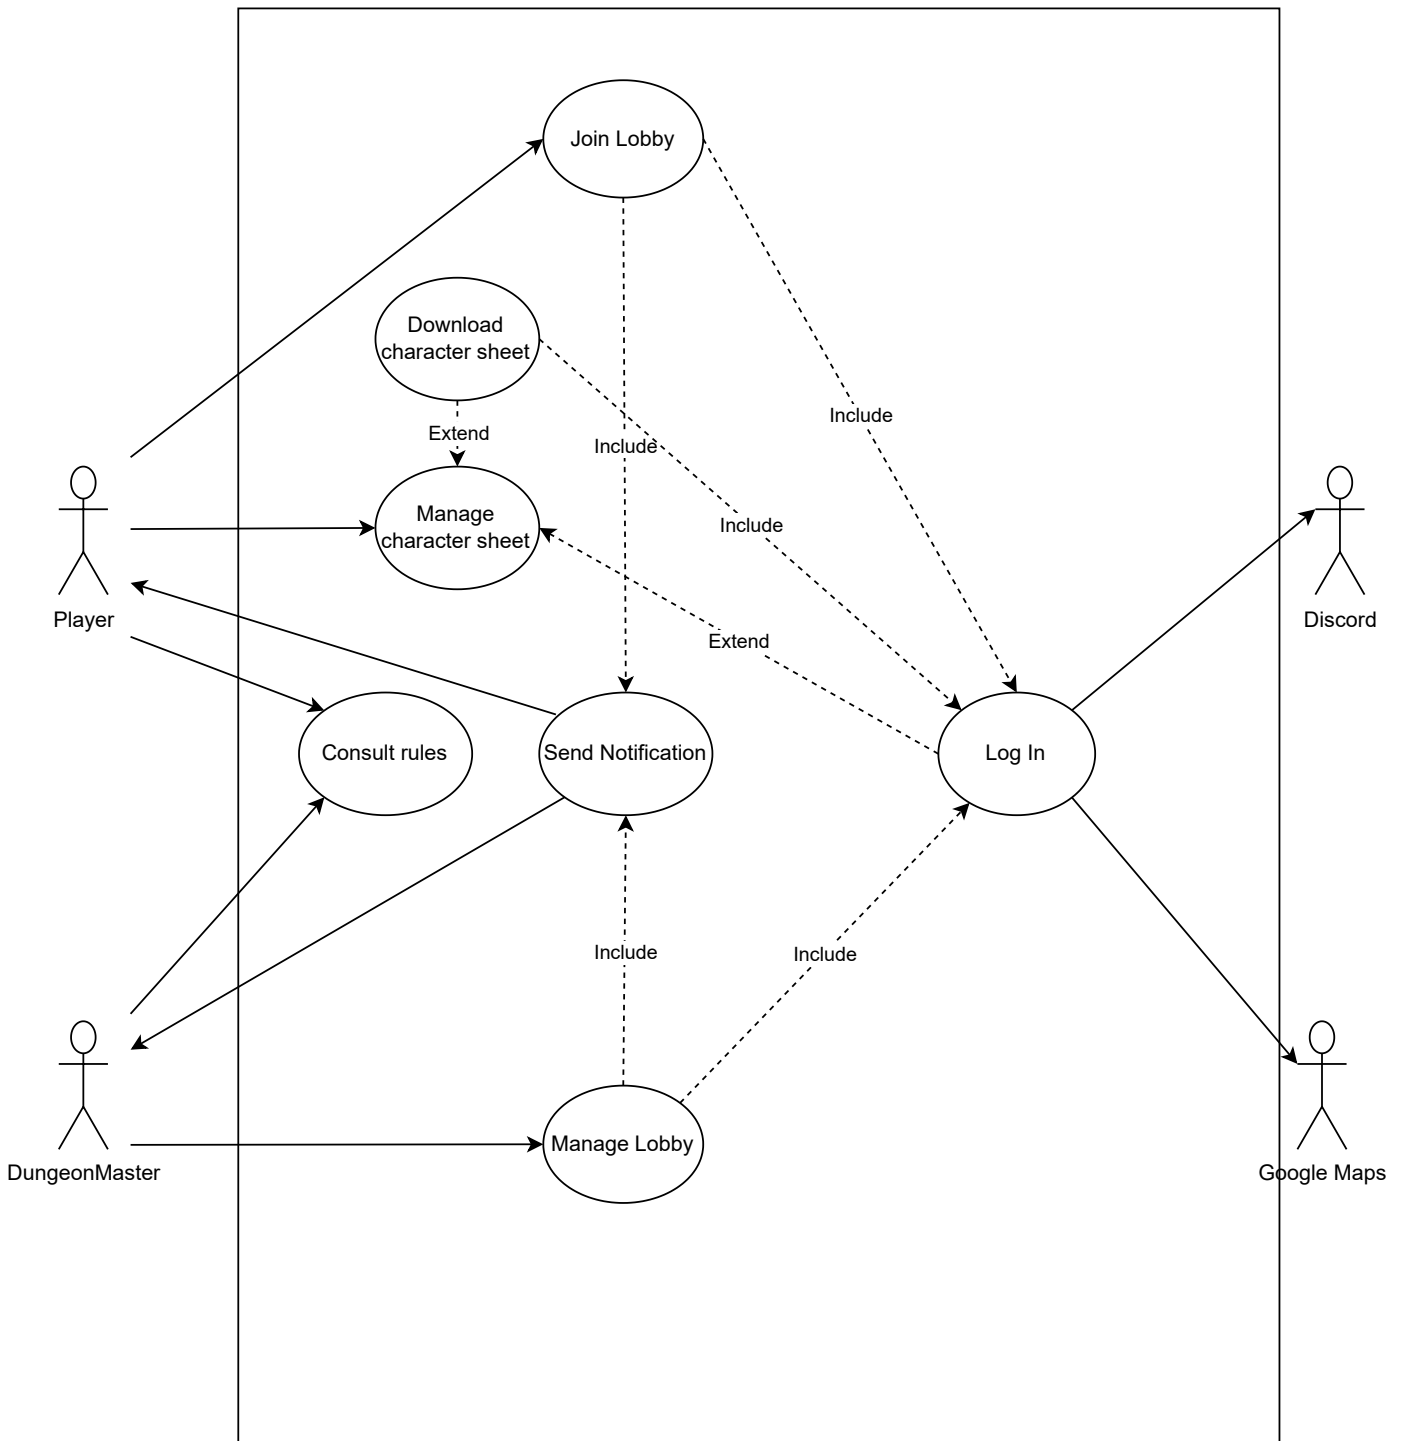 Join Lobby
Download
character sheet
Include
Extend
Include
Manage
character sheet
Include
Player
Discord
Extend
Consult rules
Send Notification
Log In
Include
Include
Manage Lobby
DungeonMaster
Google Maps